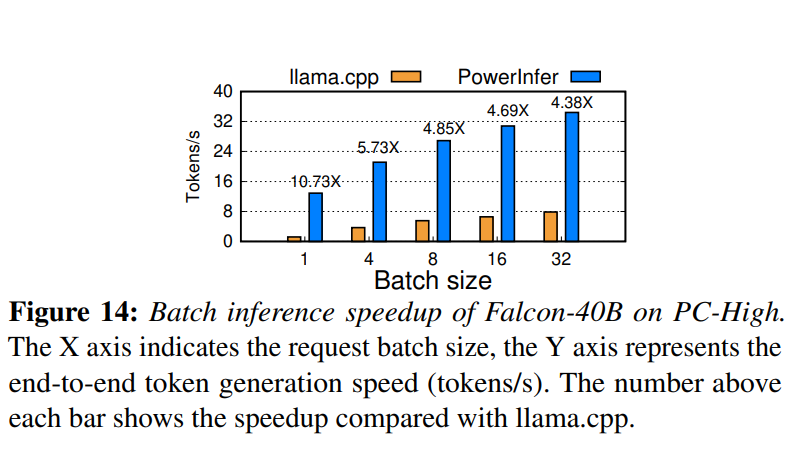 llama.cpp PowerInfer
40
32
24
16
8
0
Tokens/s
10.73X
5.73X
4.85X
4.69X
4.38X
1 4 8 16 32
Batch size
Figure 14: Batch inference speedup of Falcon-40B on PC-High.
The X axis indicates the request batch size, the Y axis represents the
end-to-end token generation speed (tokens/s). The number above
each bar shows the speedup compared with llama.cpp.